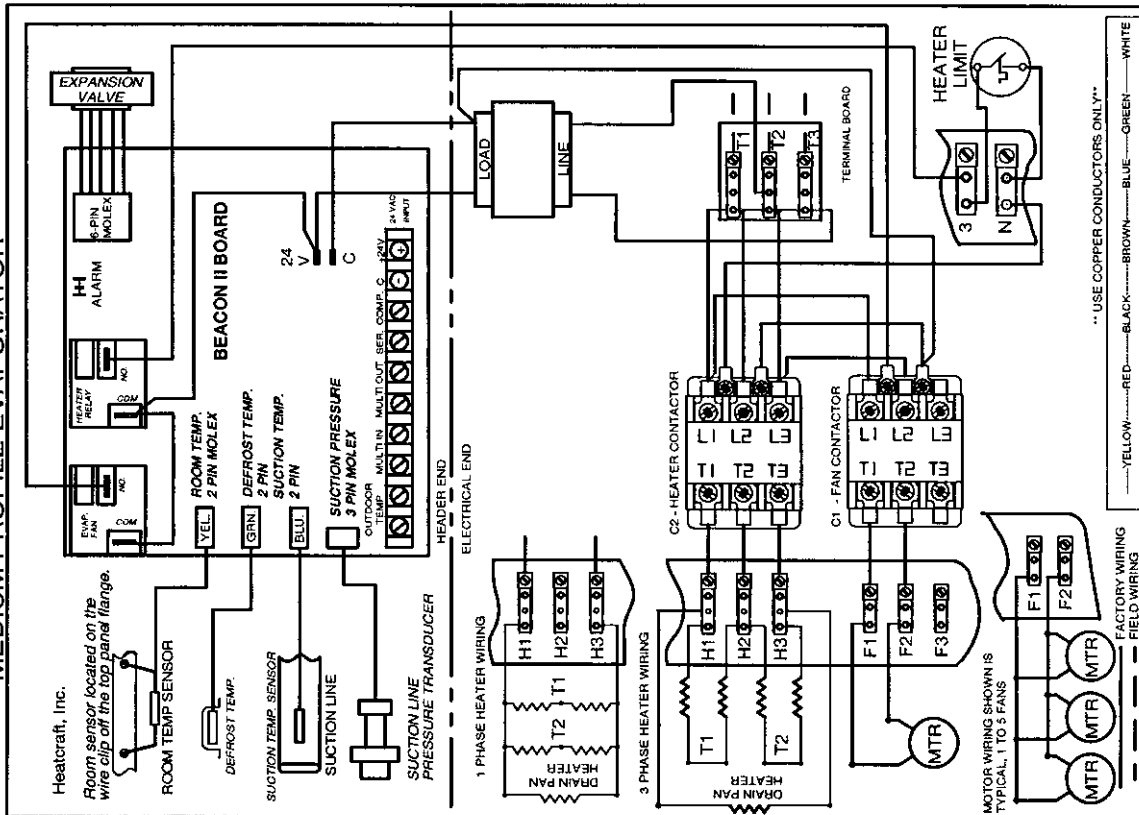 MEDIUM PROFILE EVAPORATOR
Heatcraft, Inc.
Room sensor located on the
wire clip off the top panel flange.
ROOM TEMP SENSOR
DEFROST TEMP.
SUCTION TEMP. SENSOR
SUCTION LINE
SUCTION LINE
PRESSURE TRANSDUCER
EVAP.
FAN
NO.
COM
HEATER
RELAY
NO.
COM
ALARM
6-PIN
MOLEX
EXPANSION
VALVE
YEL.
ROOM TEMP.
2 PIN MOLEX
GRN.
DEFROST TEMP.
2 PIN
BLU.
SUCTION TEMP.
2 PIN
SUCTION PRESSURE
3 PIN MOLEX
BEACON II BOARD
24
V
C
OUTDOOR
TEMP
MULTI IN
MULTI OUT
SER.
COMP.
C
+24V
24 VAC
INPUT
HEADER END
ELECTRICAL END
LOAD
LINE
1 PHASE HEATER WIRING
H1
H2
H3
T1
T2
DRAIN PAN
HEATER
3 PHASE HEATER WIRING
H1
H2
H3
F1
F2
F3
T1
T2
DRAIN PAN
HEATER
MTR
C2 - HEATER CONTACTOR
L1
L2
L3
T1
T2
T3
C1 - FAN CONTACTOR
L1
L2
L3
T1
T2
T3
T1
T2
T3
TERMINAL BOARD
HEATER
LIMIT
3
N
MOTOR WIRING SHOWN IS
TYPICAL, 1 TO 5 FANS
F1
F2
MTR
MTR
MTR
FACTORY WIRING
FIELD WIRING
** USE COPPER CONDUCTORS ONLY**
YELLOW
RED
BLACK
BROWN
BLUE
GREEN
WHITE